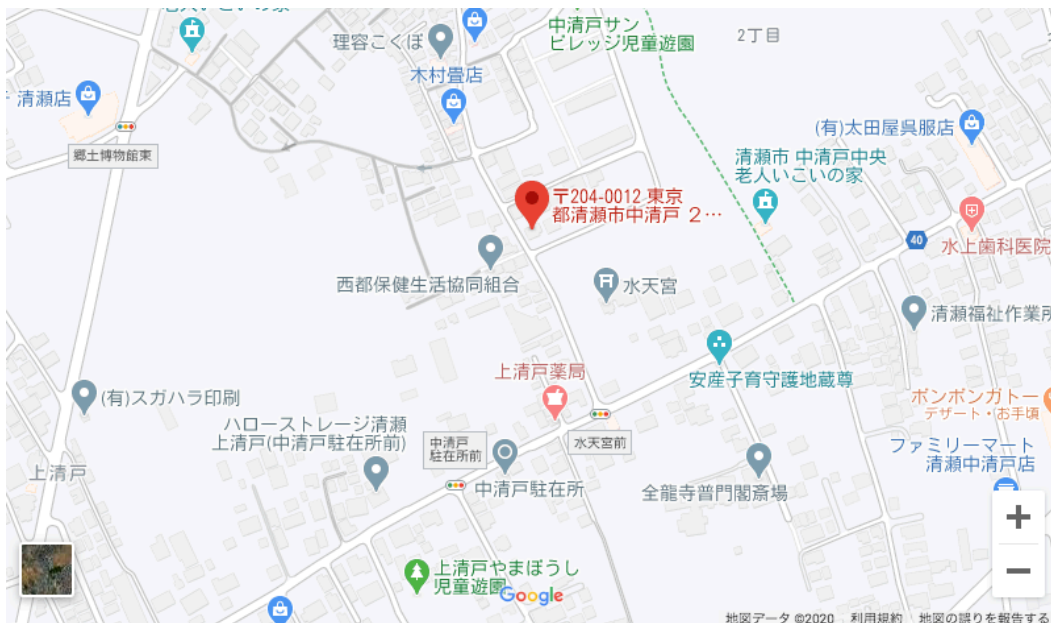 老人いこいの家
理容こくぼ
中清戸サン
ビレッジ児童遊園
2丁目
木村畳店
清瀬店
郷土博物館東
(有)太田屋呉服店
清瀬市 中清戸中央
老人いこいの家
〒204-0012 東京
都清瀬市中清戸 2…
40
水上歯科医院
西都保健生活協同組合
水天宮
清瀬福祉作業所
上清戸薬局
安産子育守護地蔵尊
(有)スガハラ印刷
ボンボンガトー
デザート・お手頃
ハローストレージ清瀬
上清戸(中清戸駐在所前)
中清戸
駐在所前
水天宮前
ファミリーマート
清瀬中清戸店
上清戸
中清戸駐在所
全龍寺普門閣斎場
+
−
上清戸やまぼうし
児童遊園
Google
地図データ ©2020 利用規約 地図の誤りを報告する